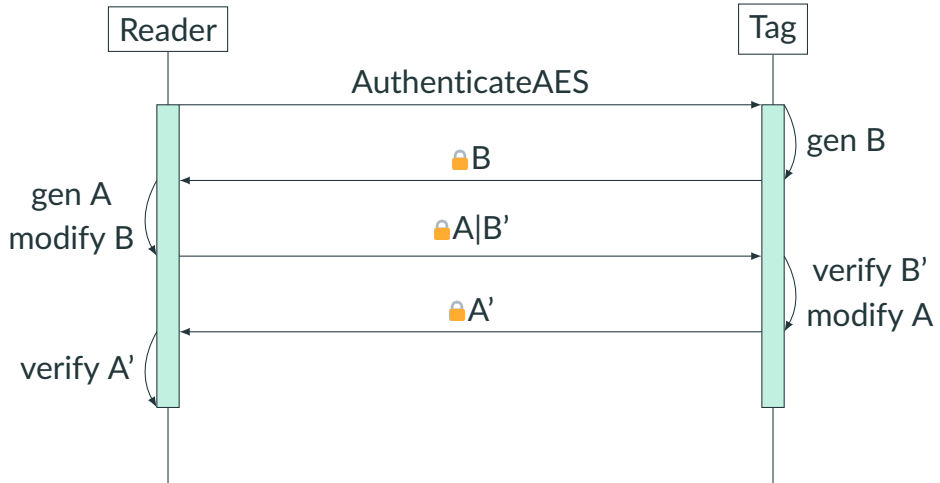 Reader
Tag
AuthenticateAES
gen B
🔒B
gen A
modify B
🔒A|B’
verify B’
modify A
🔒A’
verify A’